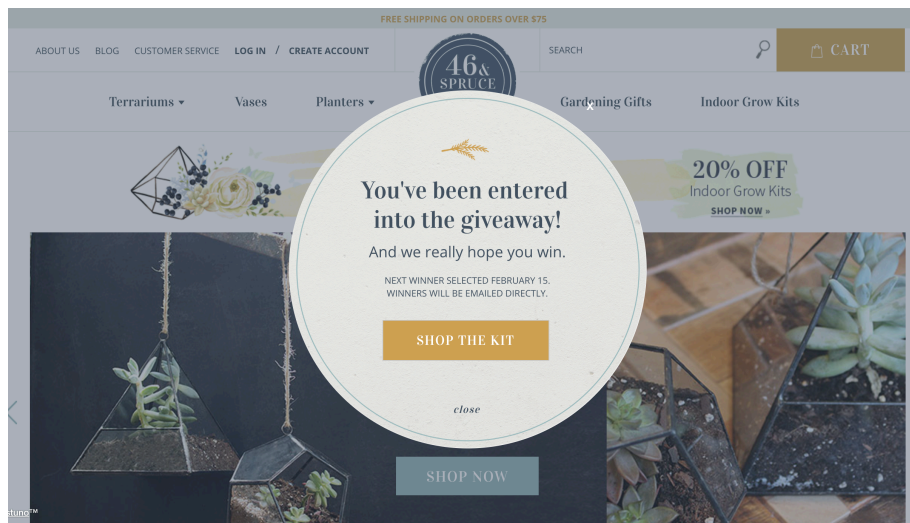 FREE SHIPPING ON ORDERS OVER $75
ABOUT US BLOG CUSTOMER SERVICE LOG IN / CREATE ACCOUNT
46&
SPRUCE
SEARCH
CART
Terrariums Vases Planters Gardening Gifts Indoor Grow Kits
x
20% OFF
Indoor Grow Kits
SHOP NOW »
You've been entered
into the giveaway!
And we really hope you win.
NEXT WINNER SELECTED FEBRUARY 15.
WINNERS WILL BE EMAILED DIRECTLY.
SHOP THE KIT
close
SHOP NOW